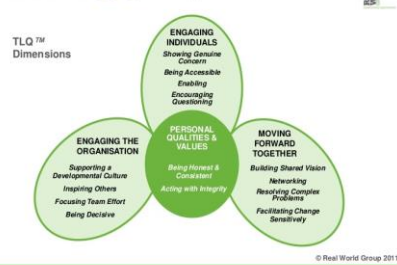 TLQ™
Dimensions
ENGAGING
INDIVIDUALS
Showing Genuine
Concern
Being Accessible
Enabling
Encouraging
Questioning
PERSONAL
QUALITIES &
VALUES
Being Honest &
Consistent
Acting with Integrity
ENGAGING THE
ORGANISATION
Supporting a
Developmental Culture
Inspiring Others
Focusing Team Effort
Being Decisive
MOVING
FORWARD
TOGETHER
Building Shared Vision
Networking
Resolving Complex
Problems
Facilitating Change
Sensitively
© Real World Group 2011